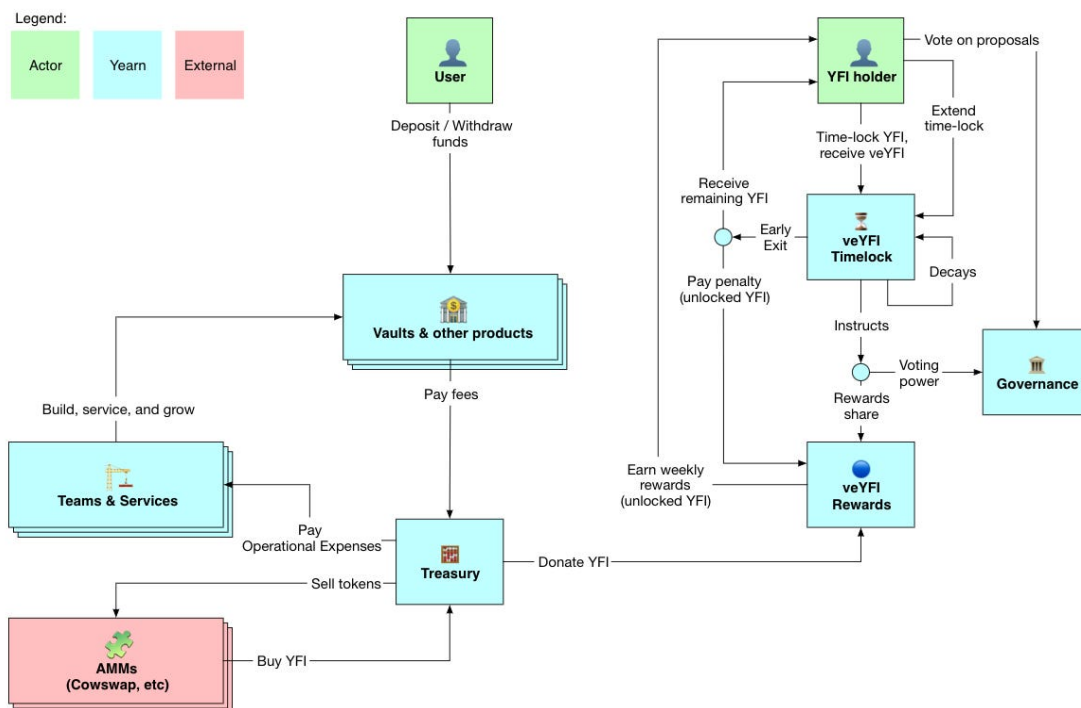 Legend:
Actor
Yearn
External
User
Deposit / Withdraw
funds
Vaults & other products
Pay fees
Build, service, and grow
Teams & Services
Pay
Operational Expenses
Treasury
Sell tokens
AMMs
(Cowswap, etc)
Buy YFI
Donate YFI
YFI holder
Vote on proposals
Extend
time-lock
Time-lock YFI,
receive veYFI
Receive
remaining YFI
Early
Exit
veYFI
Timelock
Decays
Pay penalty
(unlocked YFI)
Instructs
Voting
power
Governance
Rewards
share
Earn weekly
rewards
(unlocked YFI)
veYFI
Rewards